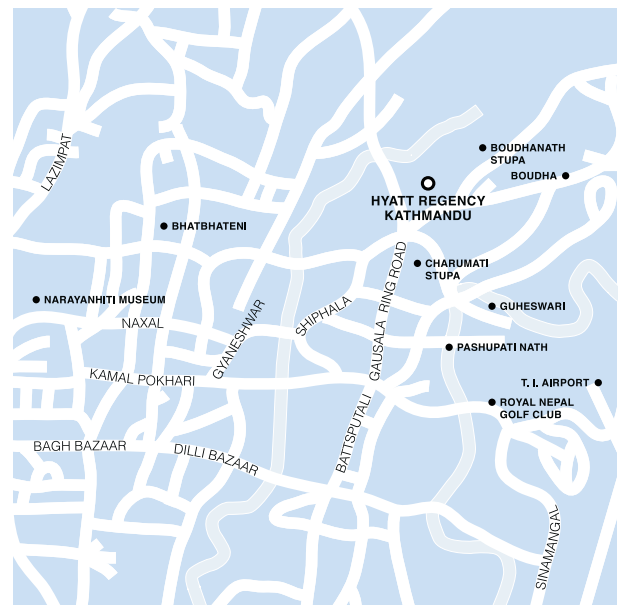 LAZIMPAT
BOUDHANATH
STUPA
BOUDHA
HYATT REGENCY
KATHMANDU
BHATBHATENI
CHARUMATI
STUPA
GAUSALA RING ROAD
NARAYANHITI MUSEUM
GUHESWARI
NAXAL
GYANESHWAR
SHIPHALA
PASHUPATI NATH
KAMAL POKHARI
T. I. AIRPORT
ROYAL NEPAL
GOLF CLUB
BATTSPUTALI
BAGH BAZAAR
DILLI BAZAAR
SINAMANGAL